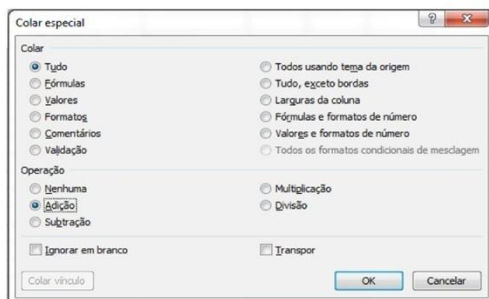 Colar especial
Colar
Tudo
Todos usando tema da origem
Fórmulas
Tudo, exceto bordas
Valores
Larguras da coluna
Formatos
Fórmulas e formatos de número
Comentários
Valores e formatos de número
Validação
Todos os formatos condicionais de mesclagem
Operação
Nenhuma
Multiplicação
Adição
Divisão
Subtração
Ignorar em branco
Transpor
Colar vínculo
OK
Cancelar